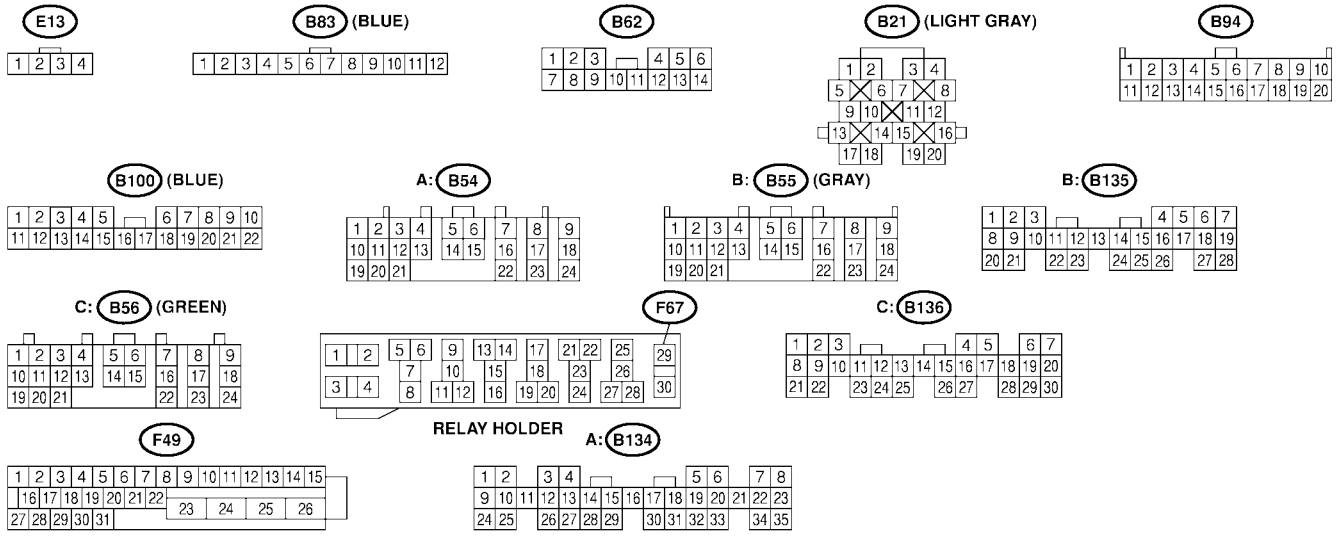 E13 B83 (BLUE) B62 B21 (LIGHT GRAY) B94
1 2 3 4
1 2 3 4 5 6 7 8 9 10 11 12
1 2 3 4 5 6
7 8 9 10 11 12 13 14
1 2 3 4
5 6 7 8
9 10 11 12
13 14 15 16
17 18 19 20
1 2 3 4 5 6 7 8 9 10
11 12 13 14 15 16 17 18 19 20
B100 (BLUE) A: B54 B: B55 (GRAY) B: B135
1 2 3 4 5 6 7 8 9 10
11 12 13 14 15 16 17 18 19 20 21 22
1 2 3 4 5 6 7 8 9
10 11 12 13 14 15 16 17 18
19 20 21 22 23 24
1 2 3 4 5 6 7 8 9
10 11 12 13 14 15 16 17 18
19 20 21 22 23 24
1 2 3 4 5 6 7
8 9 10 11 12 13 14 15 16 17 18 19
20 21 22 23 24 25 26 27 28
C: B56 (GREEN) F67 C: B136
1 2 3 4 5 6 7 8 9
10 11 12 13 14 15 16 17 18
19 20 21 22 23 24
1 2 5 6 9 13 14 17 21 22 25 29
7 10 15 18 23 26
3 4 8 11 12 16 19 20 24 27 28 30
RELAY HOLDER
1 2 3 4 5 6 7
8 9 10 11 12 13 14 15 16 17 18 19 20
21 22 23 24 25 26 27 28 29 30
F49 A: B134
1 2 3 4 5 6 7 8 9 10 11 12 13 14 15
16 17 18 19 20 21 22 23 24 25 26
27 28 29 30 31
1 2 3 4 5 6 7 8
9 10 11 12 13 14 15 16 17 18 19 20 21 22 23
24 25 26 27 28 29 30 31 32 33 34 35